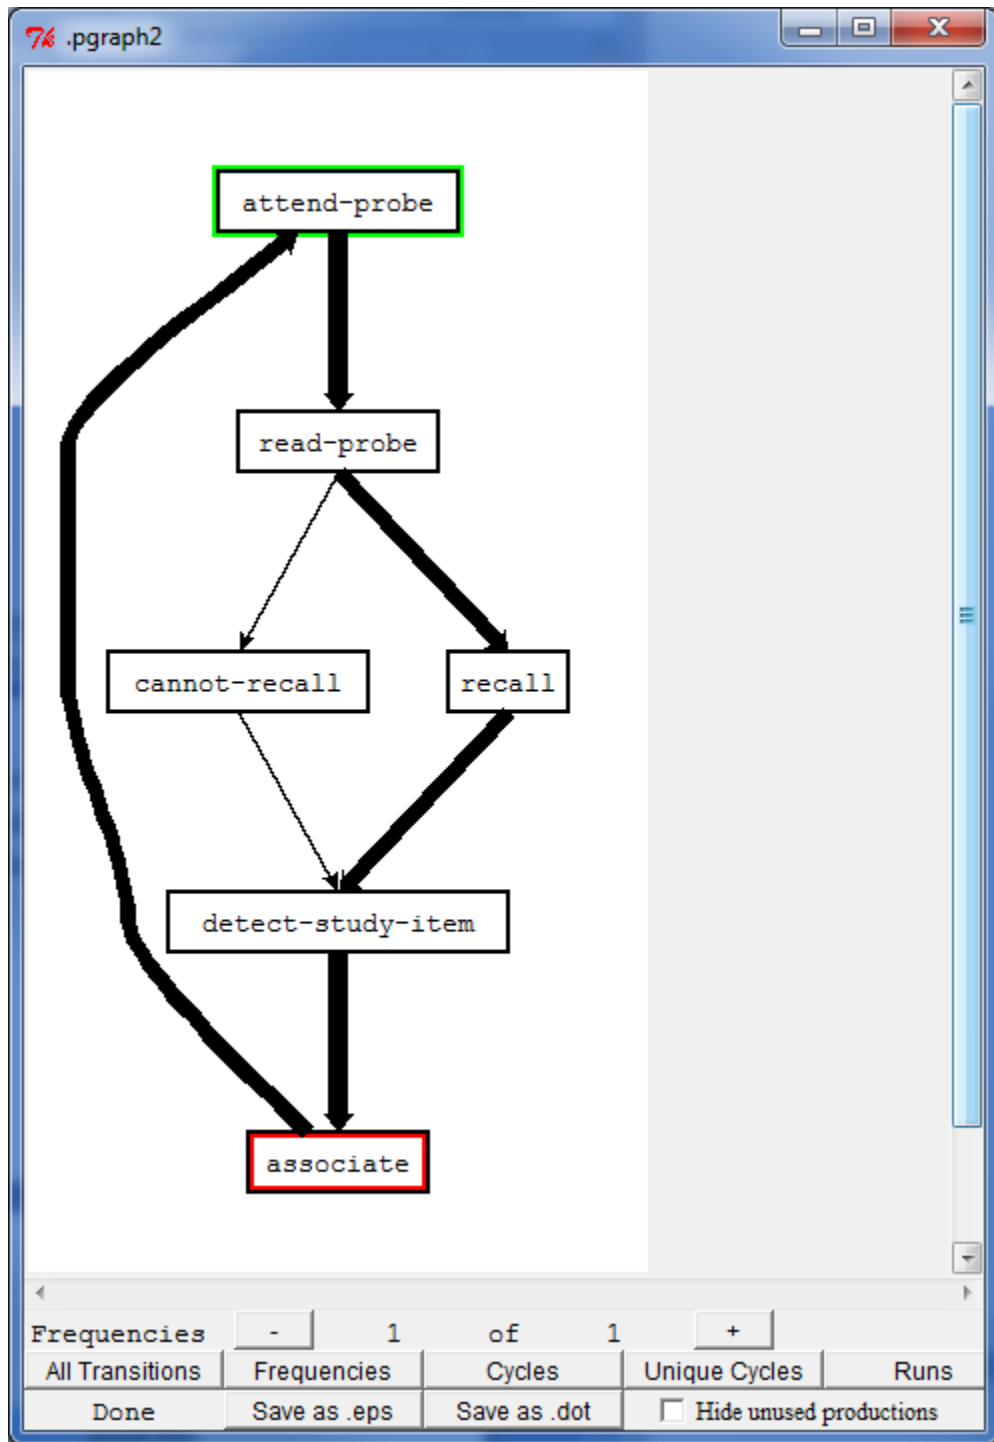 .pgraph2
attend-probe
read-probe
cannot-recall recall
detect-study-item
associate
Frequencies - 1 of 1 +
All Transitions Frequencies Cycles Unique Cycles Runs
Done Save as .eps Save as .dot Hide unused productions